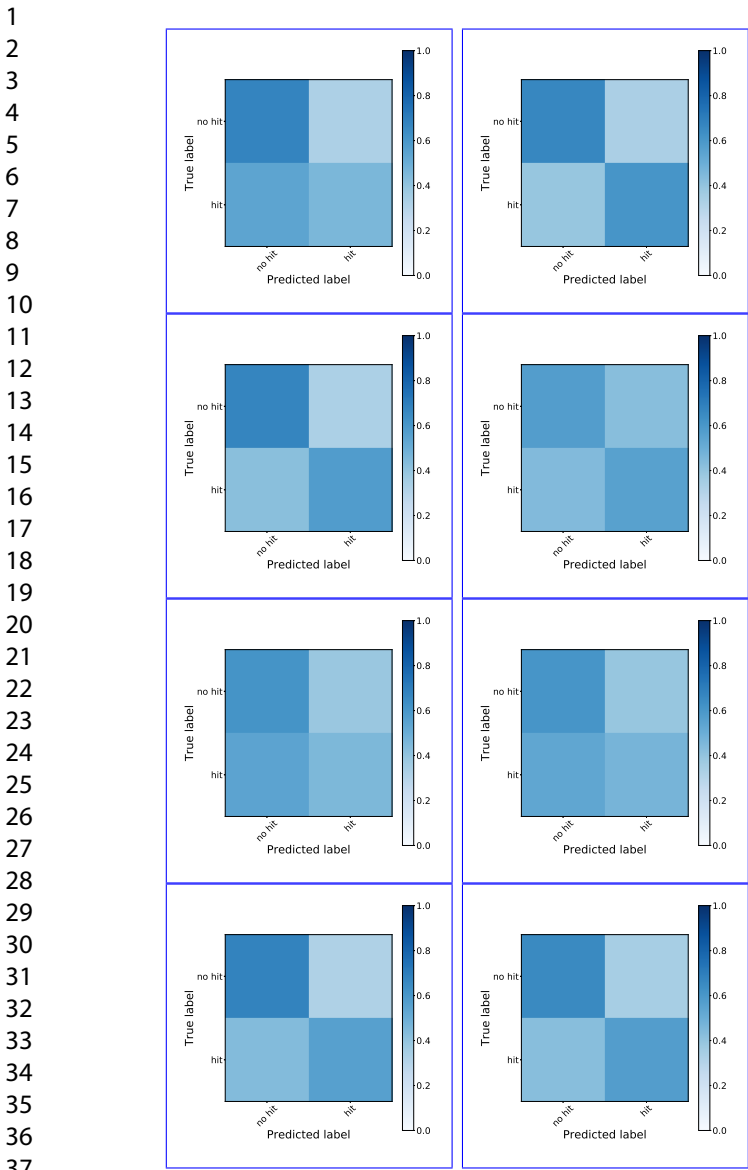 1
2
3
4
5
6
7
8
9
10
11
12
13
14
15
16
17
18
19
20
21
22
23
24
25
26
27
28
29
30
31
32
33
34
35
36
37
1.0
0.8
no hit
0.6
True label
0.4
hit
0.2
0.0
no hit
hit
Predicted label
1.0
0.8
no hit
0.6
True label
0.4
hit
0.2
0.0
no hit
hit
Predicted label
1.0
0.8
no hit
0.6
True label
0.4
hit
0.2
0.0
no hit
hit
Predicted label
1.0
0.8
no hit
0.6
True label
0.4
hit
0.2
0.0
no hit
hit
Predicted label
1.0
0.8
no hit
0.6
True label
0.4
hit
0.2
0.0
no hit
hit
Predicted label
1.0
0.8
no hit
0.6
True label
0.4
hit
0.2
0.0
no hit
hit
Predicted label
1.0
0.8
no hit
0.6
True label
0.4
hit
0.2
0.0
no hit
hit
Predicted label
1.0
0.8
no hit
0.6
True label
0.4
hit
0.2
0.0
no hit
hit
Predicted label